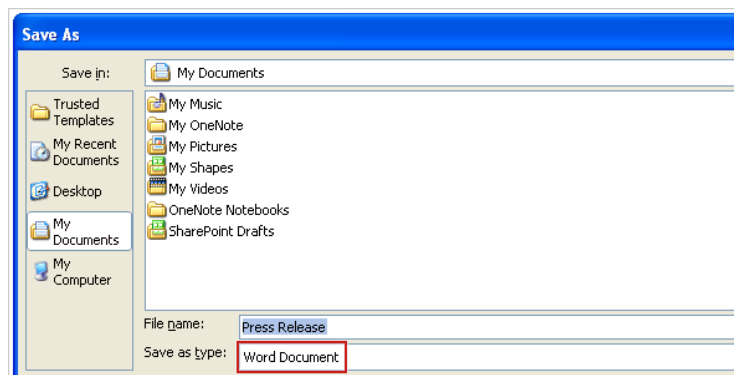 Save As
Save in:
My Documents
Trusted
Templates
My Recent
Documents
Desktop
My
Documents
My
Computer
My Music
My OneNote
My Pictures
My Shapes
My Videos
OneNote Notebooks
SharePoint Drafts
File name:
Press Release
Save as type:
Word Document